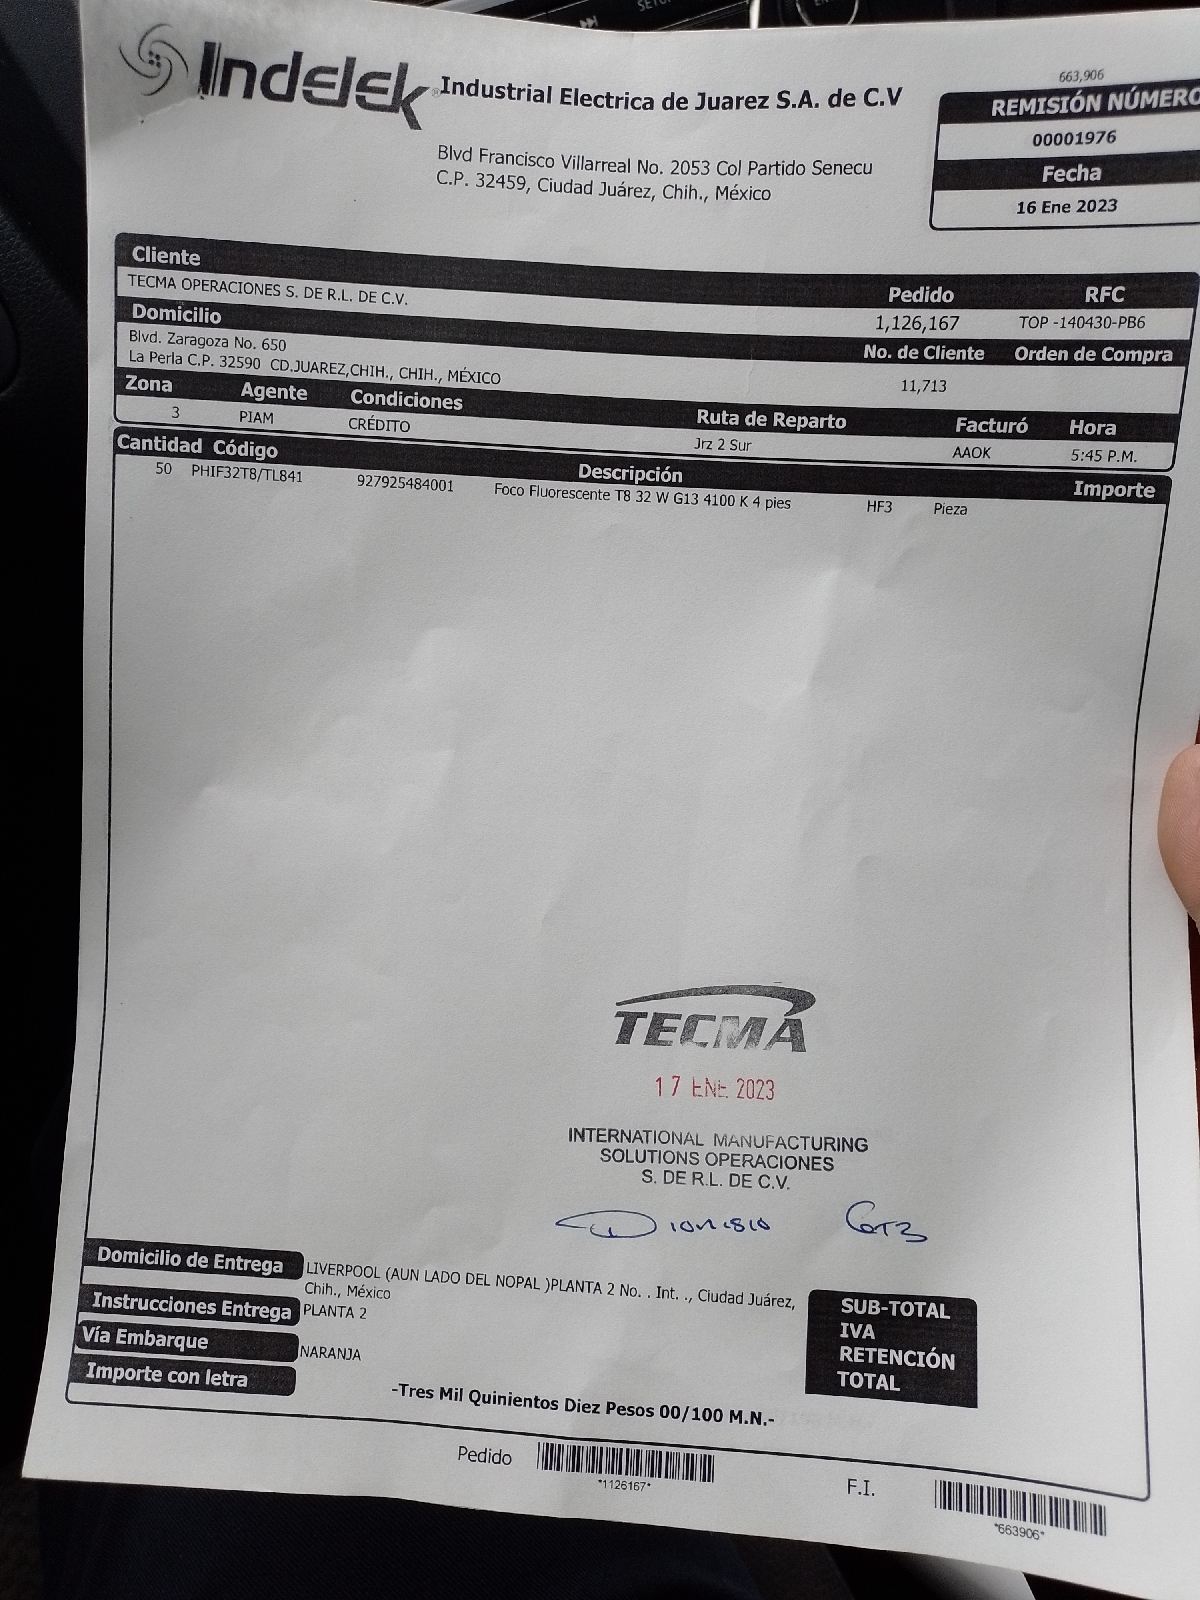 SETUP
Indelek
Industrial Electrica de Juarez S.A. de C.V
Blvd Francisco Villarreal No. 2053 Col Partido Senecu
C.P. 32459, Ciudad Juárez, Chih., México
663,906
REMISIÓN NÚMERO
00001976
Fecha
16 Ene 2023
Cliente
TECMA OPERACIONES S. DE R.L. DE C.V.
Pedido RFC
1,126,167 TOP -140430-PB6
Domicilio
Blvd. Zaragoza No. 650
La Perla C.P. 32590 CD.JUAREZ,CHIH., CHIH., MÉXICO
No. de Cliente Orden de Compra
11,713
Zona Agente Condiciones Ruta de Reparto Facturó Hora
3 PIAM CRÉDITO Jrz 2 Sur AAOK 5:45 P.M.
Cantidad Código Descripción Importe
50 PHIF32T8/TL841 927925484001 Foco Fluorescente T8 32 W G13 4100 K 4 pies HF3 Pieza
TECMA
17 ENE 2023
INTERNATIONAL MANUFACTURING
SOLUTIONS OPERACIONES
S. DE R.L. DE C.V.
Dionisio Gtz
Domicilio de Entrega LIVERPOOL (AUN LADO DEL NOPAL )PLANTA 2 No. . Int. ., Ciudad Juárez,
Chih., México
Instrucciones Entrega PLANTA 2
Vía Embarque NARANJA
Importe con letra -Tres Mil Quinientos Diez Pesos 00/100 M.N.-
SUB-TOTAL
IVA
RETENCIÓN
TOTAL
Pedido
*1126167*
F.I.
*663906*